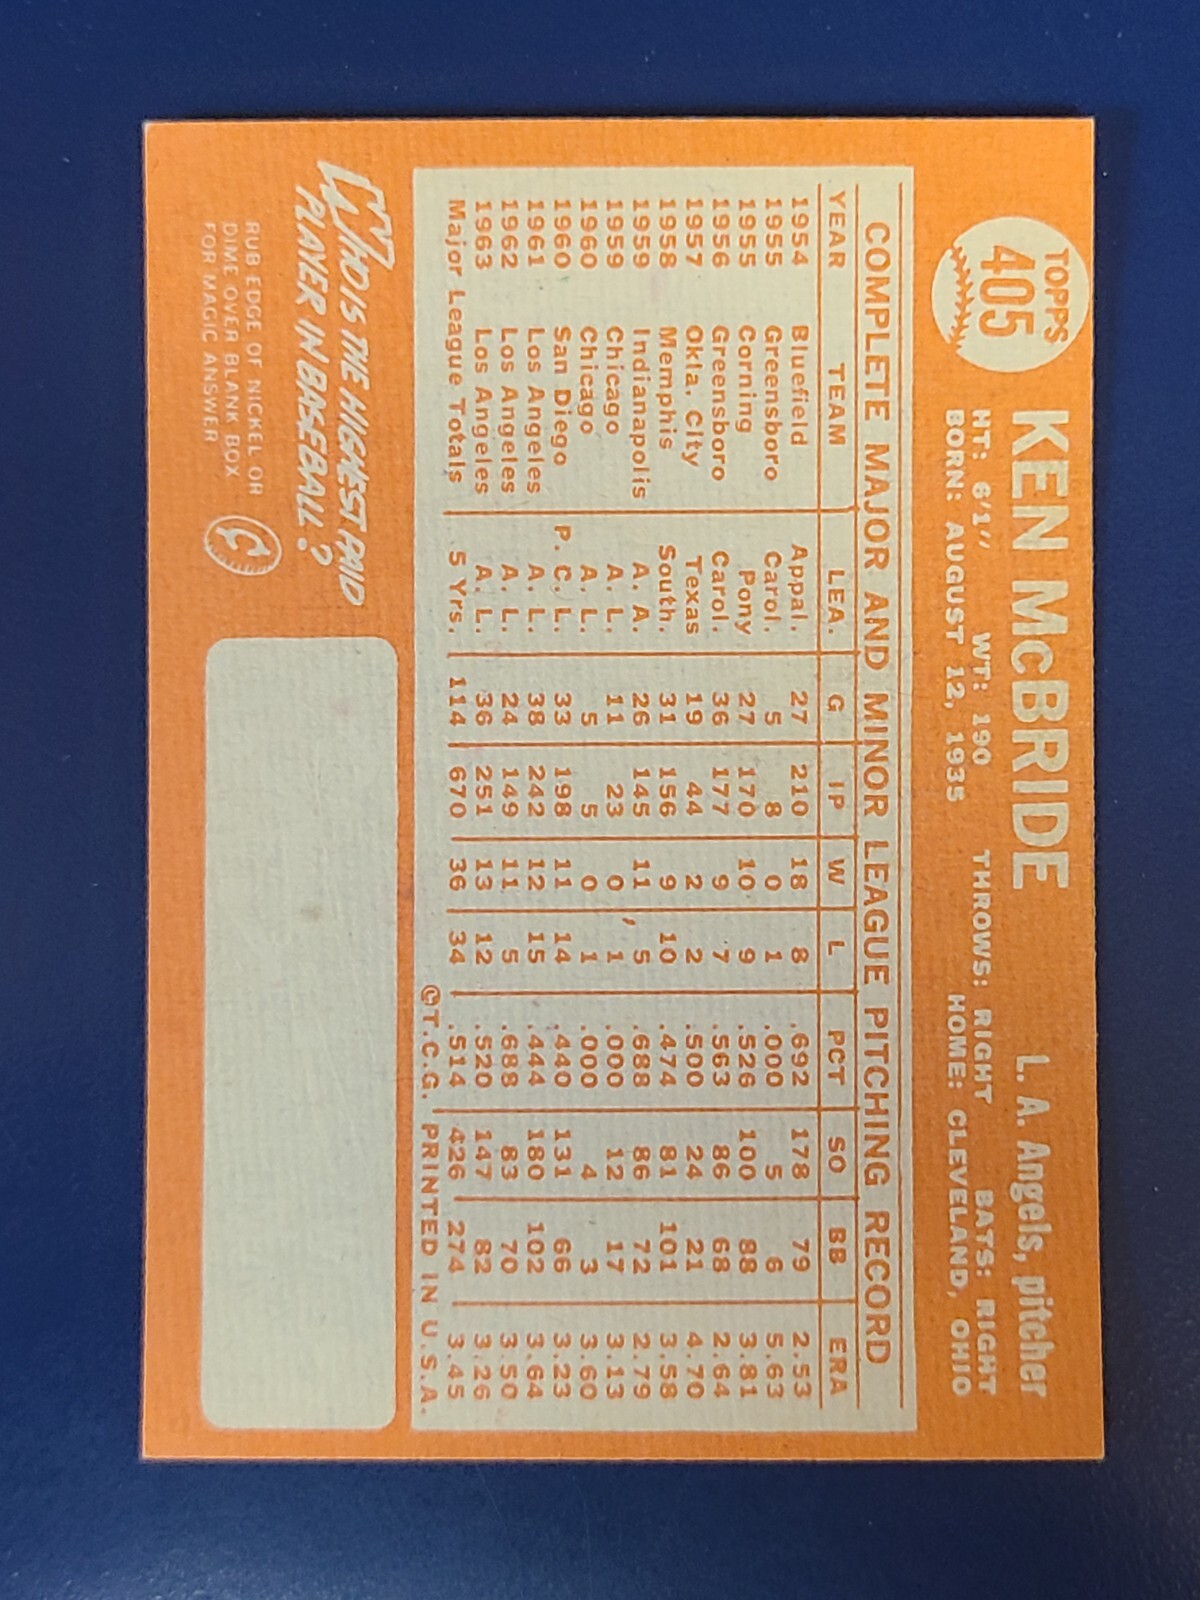 TOPPS
405
KEN McBRIDE L. A. Angels, pitcher
HT: 6'1" WT: 190 THROWS: RIGHT BATS: RIGHT
BORN: AUGUST 12, 1935 HOME: CLEVELAND, OHIO
COMPLETE MAJOR AND MINOR LEAGUE PITCHING RECORD
YEAR TEAM LEA. G IP W L PCT SO BB ERA
1954 Bluefield Appal. 27 210 18 8 .692 178 79 2.53
1955 Greensboro Carol. 5 8 0 1 .000 5 6 5.63
1955 Corning Pony 27 170 10 9 .526 100 88 3.81
1956 Greensboro Carol. 36 177 9 7 .563 86 68 2.64
1957 Okla. City Texas 19 44 2 2 .500 24 21 4.70
1958 Memphis South. 31 156 9 10 .474 81 101 3.58
1959 Indianapolis A. A. 26 145 11 5 .688 86 72 2.79
1959 Chicago A. L. 11 23 0 1 .000 12 17 3.13
1960 Chicago A. L. 5 5 0 1 .000 4 3 3.60
1960 San Diego P. C. L. 33 198 11 14 .440 131 66 3.23
1961 Los Angeles A. L. 38 242 12 15 .444 180 102 3.64
1962 Los Angeles A. L. 24 149 11 5 .688 83 70 3.50
1963 Los Angeles A. L. 36 251 13 12 .520 147 82 3.26
Major League Totals 5 Yrs. 114 670 36 34 .514 426 274 3.45
©T.C.G. PRINTED IN U.S.A.
WHO IS THE HIGHEST PAID
PLAYER IN BASEBALL?
RUB EDGE OF NICKEL OR
DIME OVER BLANK BOX
FOR MAGIC ANSWER